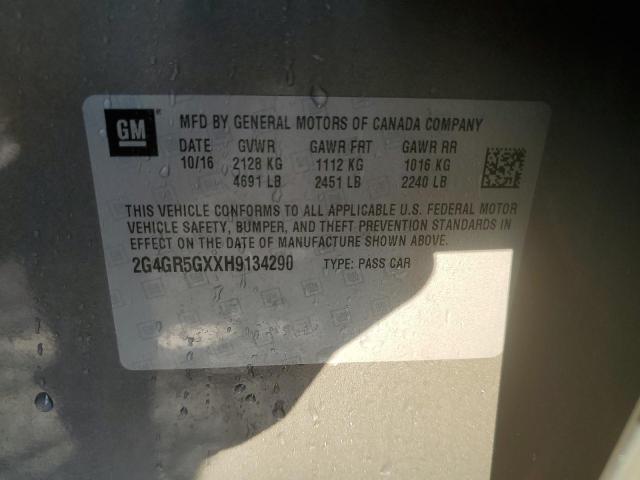 GM MFD BY GENERAL MOTORS OF CANADA COMPANY
DATE GVWR GAWR FRT GAWR RR
10/16 2128 KG 1112 KG 1016 KG
4691 LB 2451 LB 2240 LB
THIS VEHICLE CONFORMS TO ALL APPLICABLE U.S. FEDERAL MOTOR
VEHICLE SAFETY, BUMPER, AND THEFT PREVENTION STANDARDS IN
EFFECT ON THE DATE OF MANUFACTURE SHOWN ABOVE.
2G4GR5GXXH9134290 TYPE: PASS CAR